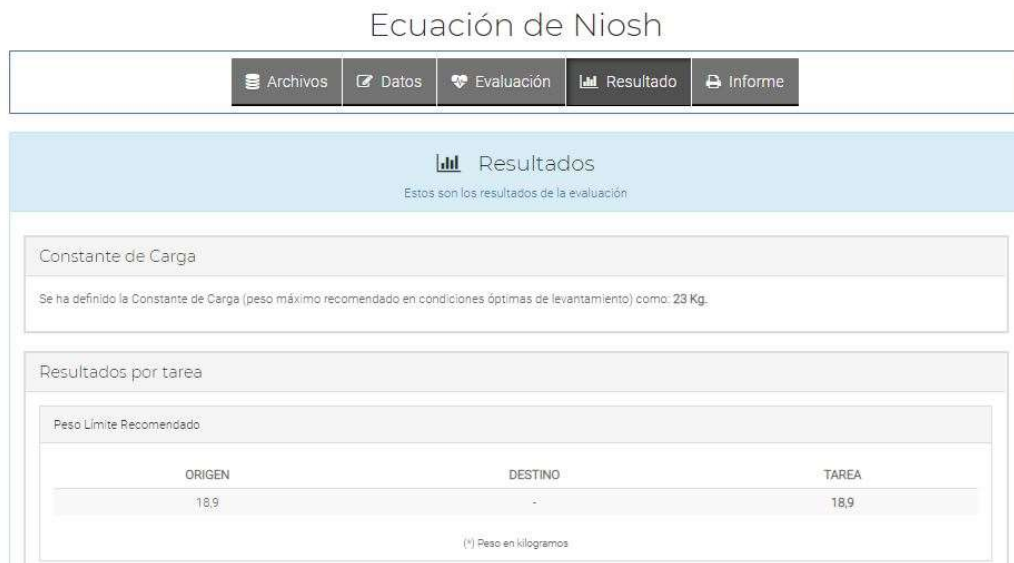 Ecuación de Niosh
Archivos Datos Evaluación Resultado Informe
Resultados
Estos son los resultados de la evaluación
Constante de Carga
Se ha definido la Constante de Carga (peso máximo recomendado en condiciones óptimas de levantamiento) como: 23 Kg.
Resultados por tarea
Peso Límite Recomendado
ORIGEN DESTINO TAREA
18,9 - 18,9
(*) Peso en kilogramos